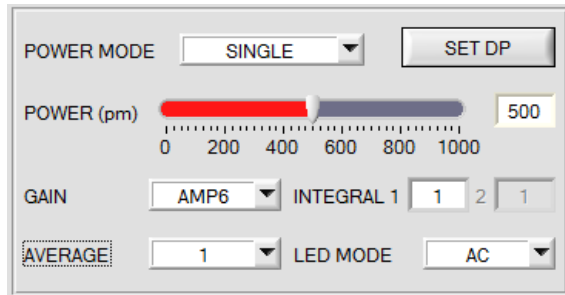 POWER MODE SINGLE SET DP
POWER (pm) 500
0 200 400 600 800 1000
GAIN AMP6 INTEGRAL 1 1 2 1
AVERAGE 1 LED MODE AC